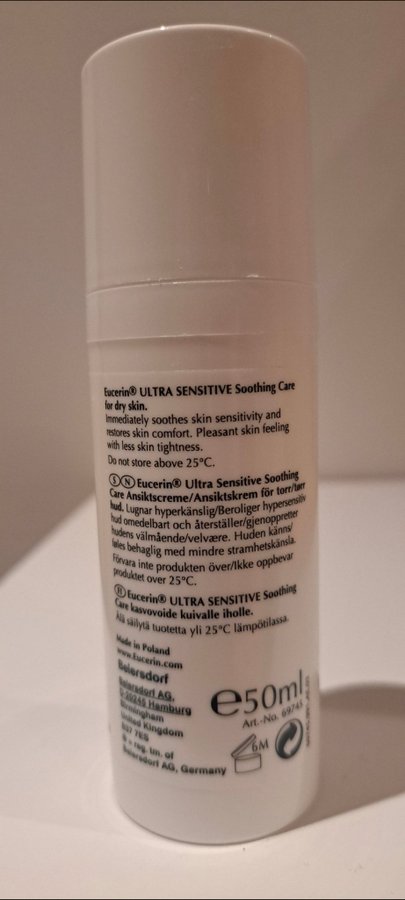 Eucerin® ULTRA SENSITIVE Soothing Care
for dry skin.
Immediately soothes skin sensitivity and
restores skin comfort. Pleasant skin feeling
with less skin tightness.
Do not store above 25°C.
Ⓢ Ⓝ Eucerin® Ultra Sensitive Soothing
Care Ansiktscreme/Ansiktskrem för torr/tørr
hud. Lugnar hyperkänslig/Beroliger hypersensitiv
hud omedelbart och återställer/gjenoppretter
hudens välmående/velvære. Huden känns/
føles behaglig med mindre stramhetskänsla.
Förvara inte produkten över/Ikke oppbevar
produktet over 25°C.
Eucerin® ULTRA SENSITIVE Soothing
Care kasvovoide kuivalle iholle.
Älä säilytä tuotetta yli 25°C lämpötilassa.
Made in Poland
www.Eucerin.com
Beiersdorf
Beiersdorf AG,
D-20245 Hamburg
Birmingham
United Kingdom
B37 7ES
® = reg. tm. of
Beiersdorf AG, Germany
℮50ml
Art.-No. 69745
6M